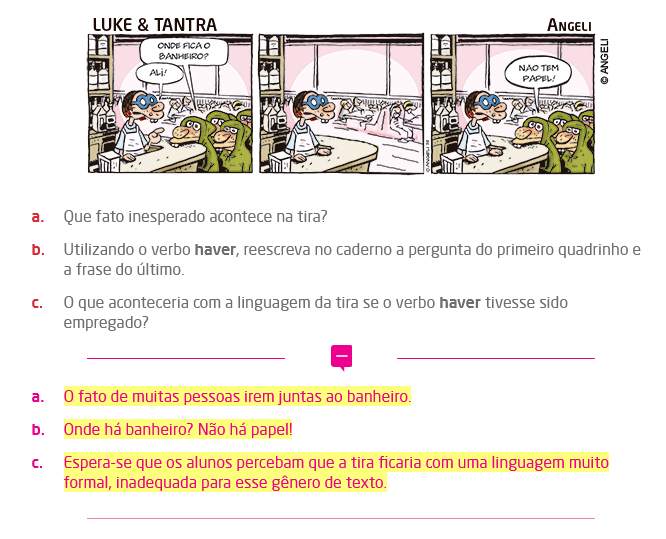 LUKE & TANTRA
ANGELI
ONDE FICA O
BANHEIRO?
ALI!
© ANGELI
NAO TEM
PAPEL!
© ANGELI
a. Que fato inesperado acontece na tira?
b. Utilizando o verbo haver, reescreva no caderno a pergunta do primeiro quadrinho e
a frase do último.
c. O que aconteceria com a linguagem da tira se o verbo haver tivesse sido
empregado?
a. O fato de muitas pessoas irem juntas ao banheiro.
b. Onde há banheiro? Não há papel!
c. Espera-se que os alunos percebam que a tira ficaria com uma linguagem muito
formal, inadequada para esse gênero de texto.